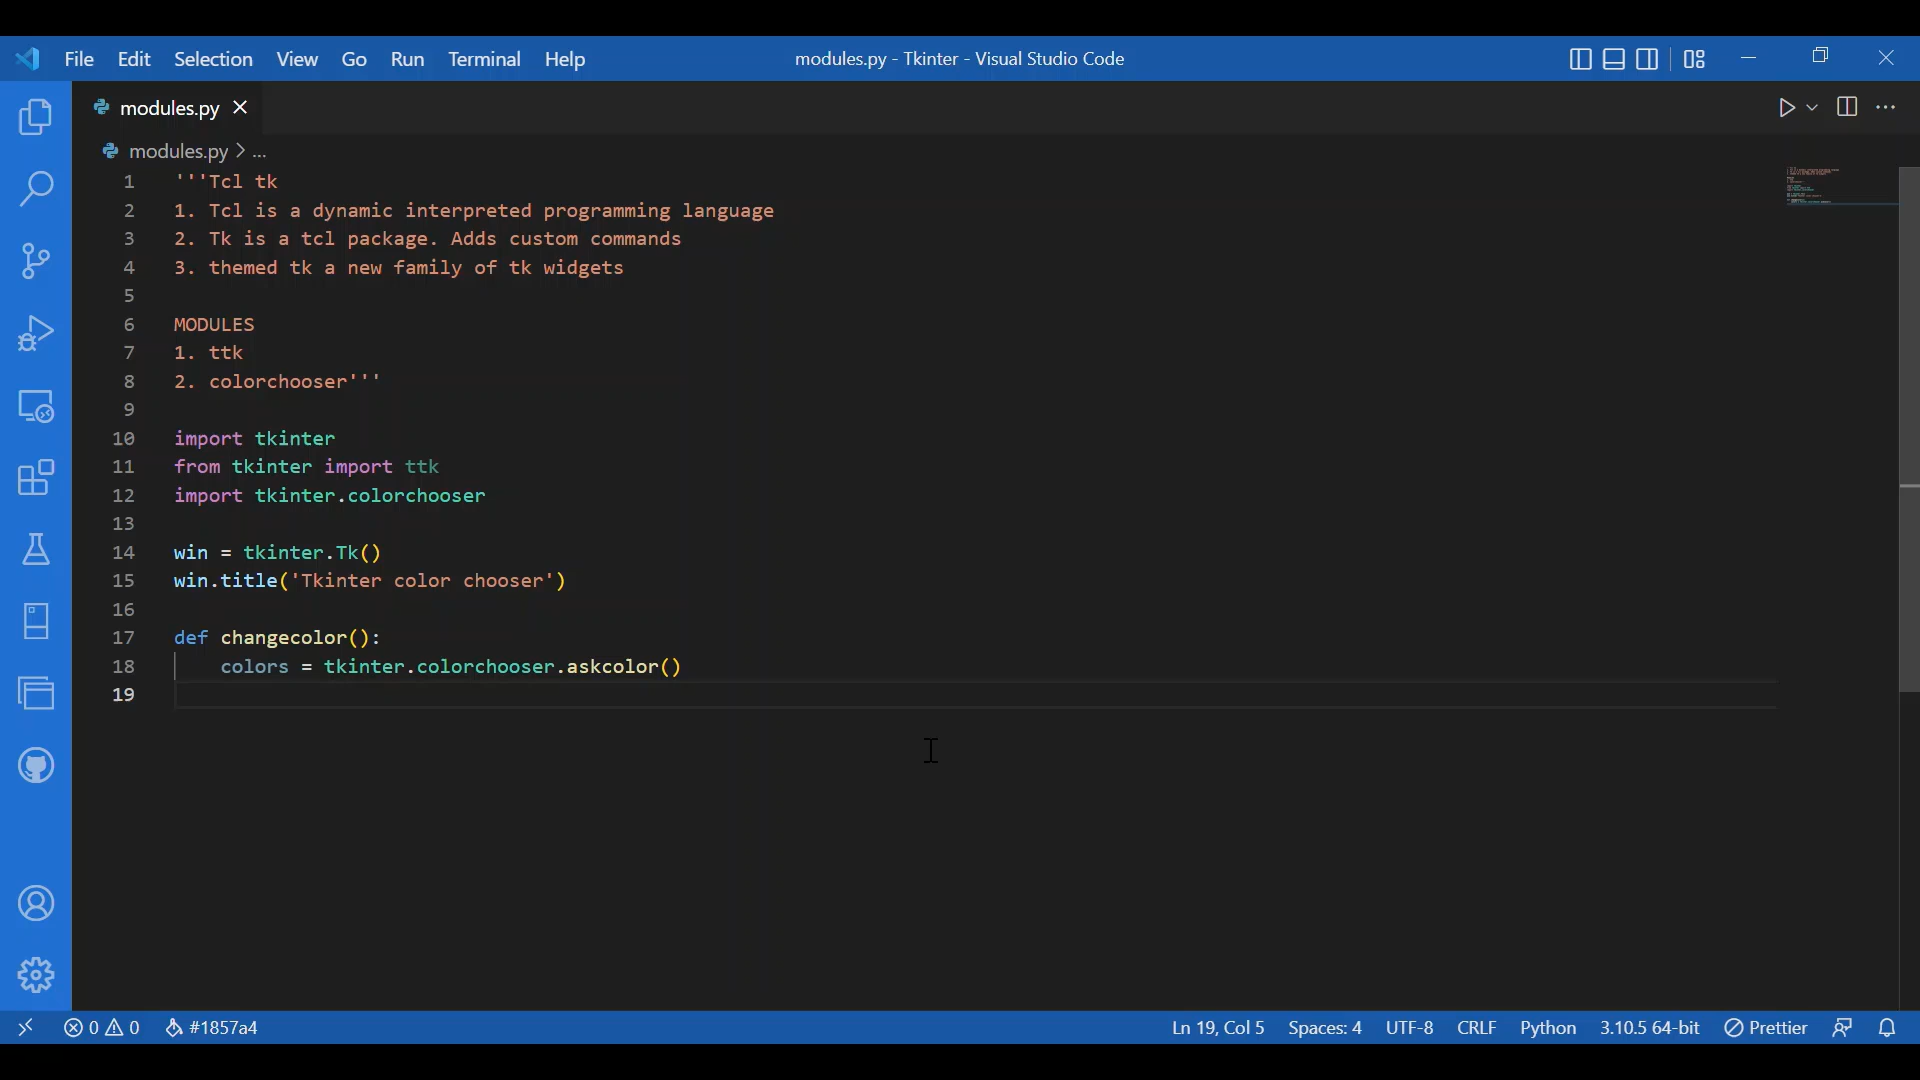 File Edit Selection View Go Run Terminal Help modules.py - Tkinter - Visual Studio Code
modules.py
modules.py > ...
1 '''Tcl tk
2 1. Tcl is a dynamic interpreted programming language
3 2. Tk is a tcl package. Adds custom commands
4 3. themed tk a new family of tk widgets
5
6 MODULES
7 1. ttk
8 2. colorchooser'''
9
10 import tkinter
11 from tkinter import ttk
12 import tkinter.colorchooser
13
14 win = tkinter.Tk()
15 win.title('Tkinter color chooser')
16
17 def changecolor():
18     colors = tkinter.colorchooser.askcolor()
19
0 0 #1857a4 Ln 19, Col 5 Spaces: 4 UTF-8 CRLF Python 3.10.5 64-bit Prettier